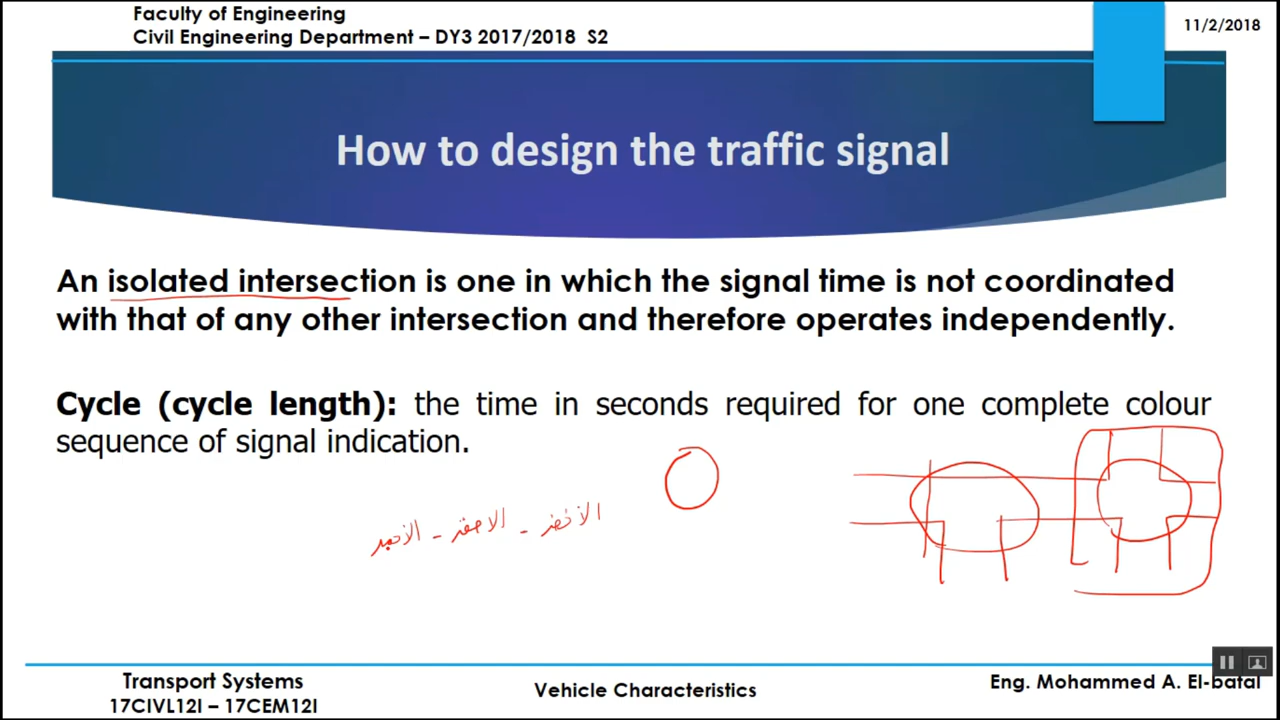 Faculty of Engineering
Civil Engineering Department – DY3 2017/2018 S2
11/2/2018
How to design the traffic signal
An isolated intersection is one in which the signal time is not coordinated
with that of any other intersection and therefore operates independently.
Cycle (cycle length): the time in seconds required for one complete colour
sequence of signal indication.
الأخضر - الاصفر - الأحمر
Transport Systems
17CIVL12I – 17CEM12I
Vehicle Characteristics
Eng. Mohammed A. El-batal